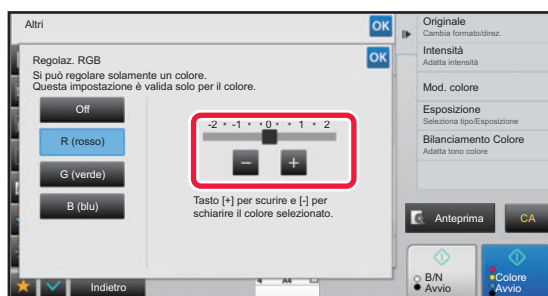 Altri
OK
Regolaz. RGB
OK
Si può regolare solamente un colore.
Questa impostazione è valida solo per il colore.
Off
R (rosso)
G (verde)
B (blu)
-2 • -1 • • 0 • • 1 • 2
− +
Tasto [+] per scurire e [-] per
schiarire il colore selezionato.
Indietro
A4
Originale
Cambia formato/direz.
Intensità
Adatta intensità
Mod. colore
Esposizione
Seleziona tipo/Esposizione
Bilanciamento Colore
Adatta tono colore
Anteprima
CA
B/N
Avvio
Colore
Avvio